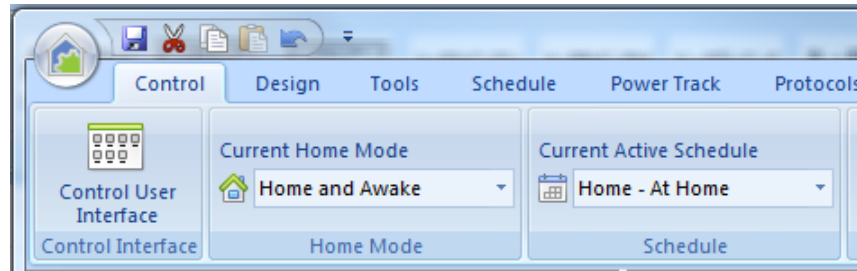 Control Design Tools Schedule Power Track Protocols
Current Home Mode Current Active Schedule
Home and Awake Home - At Home
Control User
Interface
Control Interface Home Mode Schedule